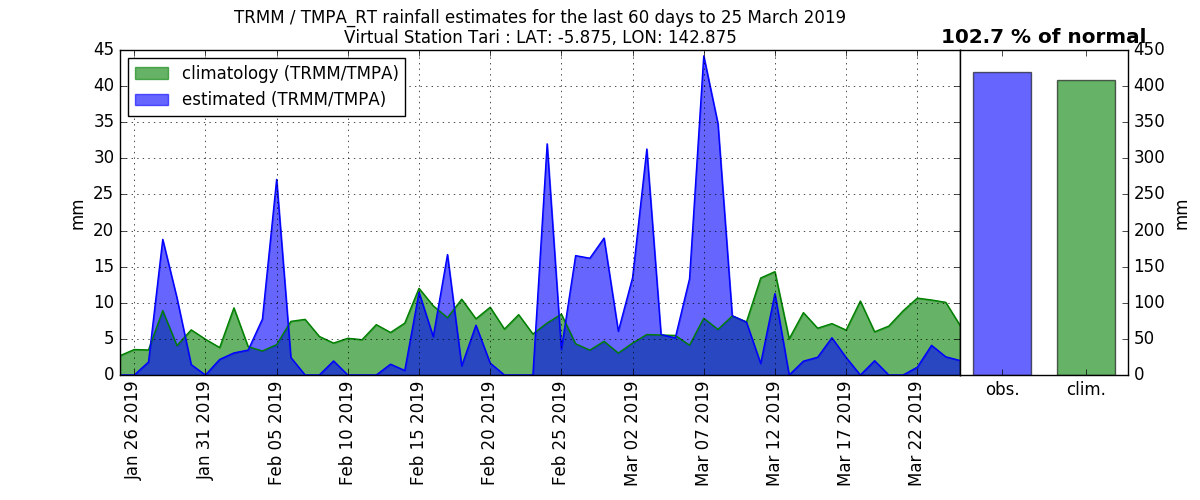 TRMM / TMPA_RT rainfall estimates for the last 60 days to 25 March 2019
Virtual Station Tari : LAT: -5.875, LON: 142.875
102.7 % of normal
climatology (TRMM/TMPA)
estimated (TRMM/TMPA)
mm
45
40
35
30
25
20
15
10
5
0
450
400
350
300
250
200
150
100
50
0
mm
Jan 26 2019
Jan 31 2019
Feb 05 2019
Feb 10 2019
Feb 15 2019
Feb 20 2019
Feb 25 2019
Mar 02 2019
Mar 07 2019
Mar 12 2019
Mar 17 2019
Mar 22 2019
obs.
clim.